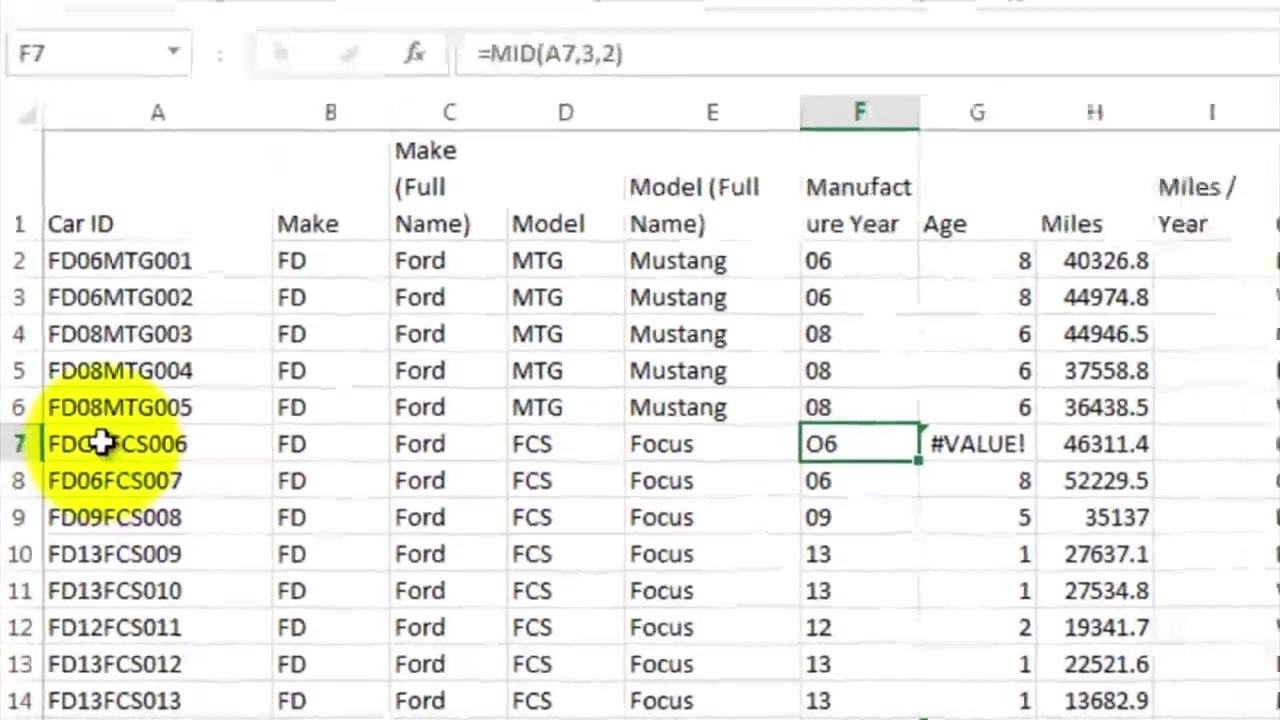 F7 fx =MID(A7,3,2)
A B C D E F G H I
Make
(Full Model (Full Manufact Miles /
1 Car ID Make Name) Model Name) ure Year Age Miles Year
2 FD06MTG001 FD Ford MTG Mustang 06 8 40326.8
3 FD06MTG002 FD Ford MTG Mustang 06 8 44974.8
4 FD08MTG003 FD Ford MTG Mustang 08 6 44946.5
5 FD08MTG004 FD Ford MTG Mustang 08 6 37558.8
6 FD08MTG005 FD Ford MTG Mustang 08 6 36438.5
7 FD Ford FCS Focus O6 #VALUE! 46311.4
8 FD06FCS007 FD Ford FCS Focus 06 8 52229.5
9 FD09FCS008 FD Ford FCS Focus 09 5 35137
10 FD13FCS009 FD Ford FCS Focus 13 1 27637.1
11 FD13FCS010 FD Ford FCS Focus 13 1 27534.8
12 FD12FCS011 FD Ford FCS Focus 12 2 19341.7
13 FD13FCS012 FD Ford FCS Focus 13 1 22521.6
14 FD13FCS013 FD Ford FCS Focus 13 1 13682.9